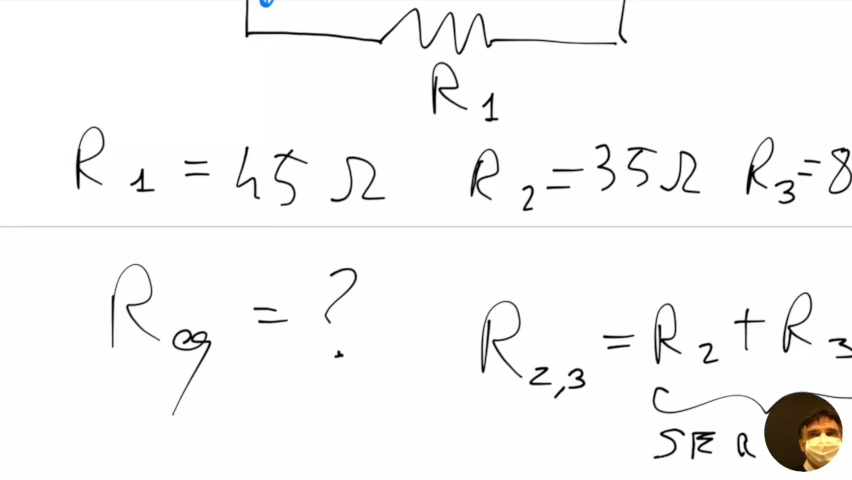 R1
R1 = 45 Ω R2 = 35 Ω R3 = 8
Req = ? R2,3 = R2 + R3
SER